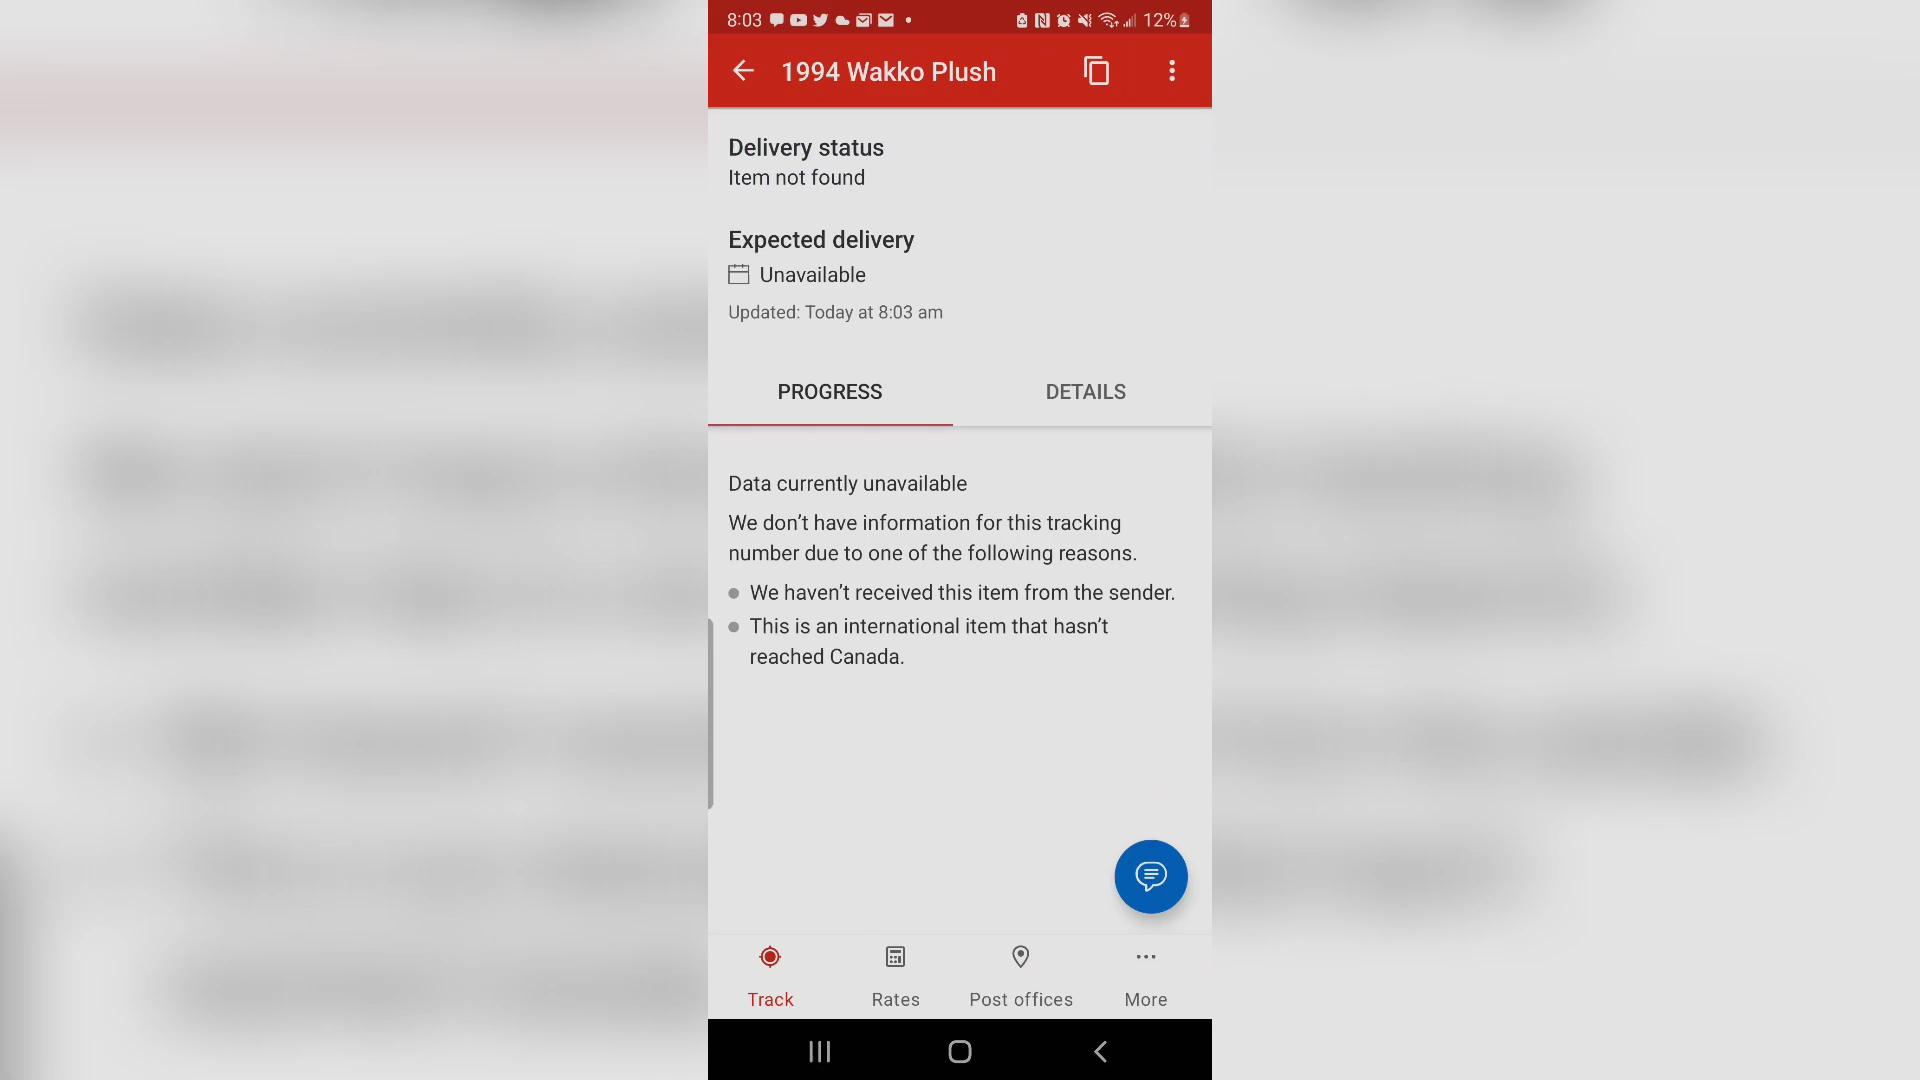 8:03 12%
1994 Wakko Plush
Delivery status
Item not found
Expected delivery
Unavailable
Updated: Today at 8:03 am
PROGRESS DETAILS
Data currently unavailable
We don’t have information for this tracking
number due to one of the following reasons.
We haven’t received this item from the sender.
This is an international item that hasn’t
reached Canada.
Track Rates Post offices More